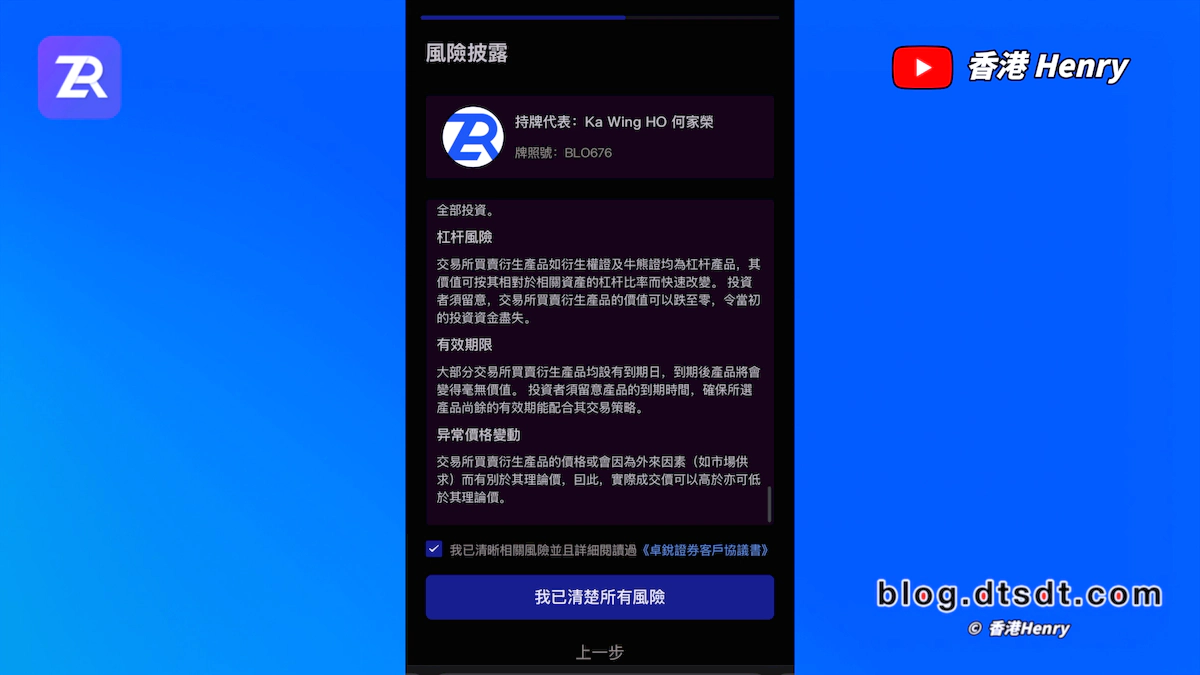 ZR
香港 Henry
風險披露
持牌代表：Ka Wing HO 何家榮
牌照號：BLO676
全部投資。
杠杆風險
交易所買賣衍生產品如衍生權證及牛熊證均為杠杆產品，其
價值可按其相對於相關資產的杠杆比率而快速改變。 投資
者須留意，交易所買賣衍生產品的價值可以跌至零，令當初
的投資資金盡失。
有效期限
大部分交易所買賣衍生產品均設有到期日，到期後產品將會
變得毫無價值。 投資者須留意產品的到期時間，確保所選
產品尚餘的有效期能配合其交易策略。
异常價格變動
交易所買賣衍生產品的價格或會因為外來因素（如市場供
求）而有別於其理論價，因此，實際成交價可以高於亦可低
於其理論價。
我已清晰相關風險並且詳細閱讀過《卓銳證券客戶協議書》
我已清楚所有風險
上一步
blog.dtsdt.com
© 香港Henry